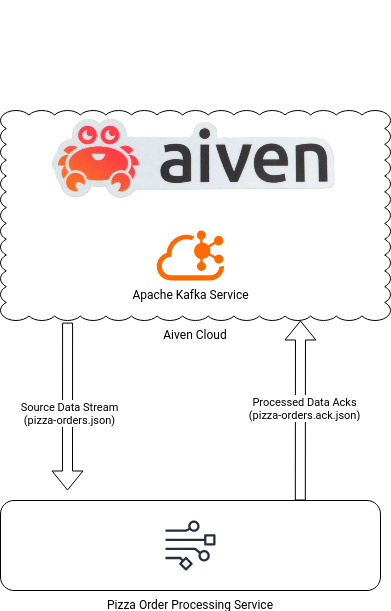 aiven
Apache Kafka Service
Aiven Cloud
Source Data Stream
(pizza-orders.json)
Processed Data Acks
(pizza-orders.ack.json)
Pizza Order Processing Service